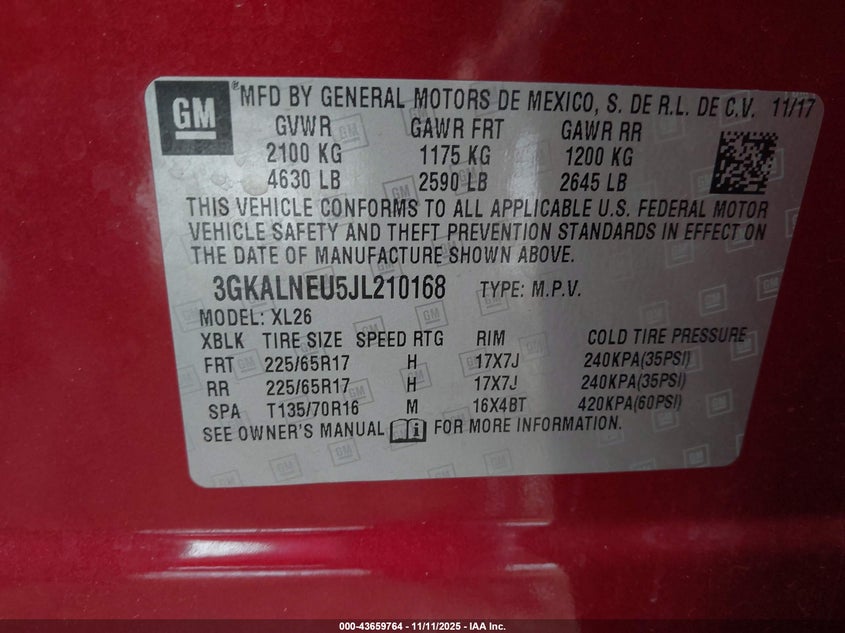 GM
®MFD BY GENERAL MOTORS DE MEXICO, S. DE R.L. DE C.V. 11/17
GVWR GAWR FRT GAWR RR
2100 KG 1175 KG 1200 KG
4630 LB 2590 LB 2645 LB
THIS VEHICLE CONFORMS TO ALL APPLICABLE U.S. FEDERAL MOTOR
VEHICLE SAFETY AND THEFT PREVENTION STANDARDS IN EFFECT ON
THE DATE OF MANUFACTURE SHOWN ABOVE.
3GKALNEU5JL210168 TYPE: M.P.V.
MODEL: XL26
XBLK TIRE SIZE SPEED RTG RIM COLD TIRE PRESSURE
FRT 225/65R17 H 17X7J 240KPA(35PSI)
RR 225/65R17 H 17X7J 240KPA(35PSI)
SPA T135/70R16 M 16X4BT 420KPA(60PSI)
SEE OWNER'S MANUAL FOR MORE INFORMATION.
000-43659764 - 11/11/2025 - IAA Inc.